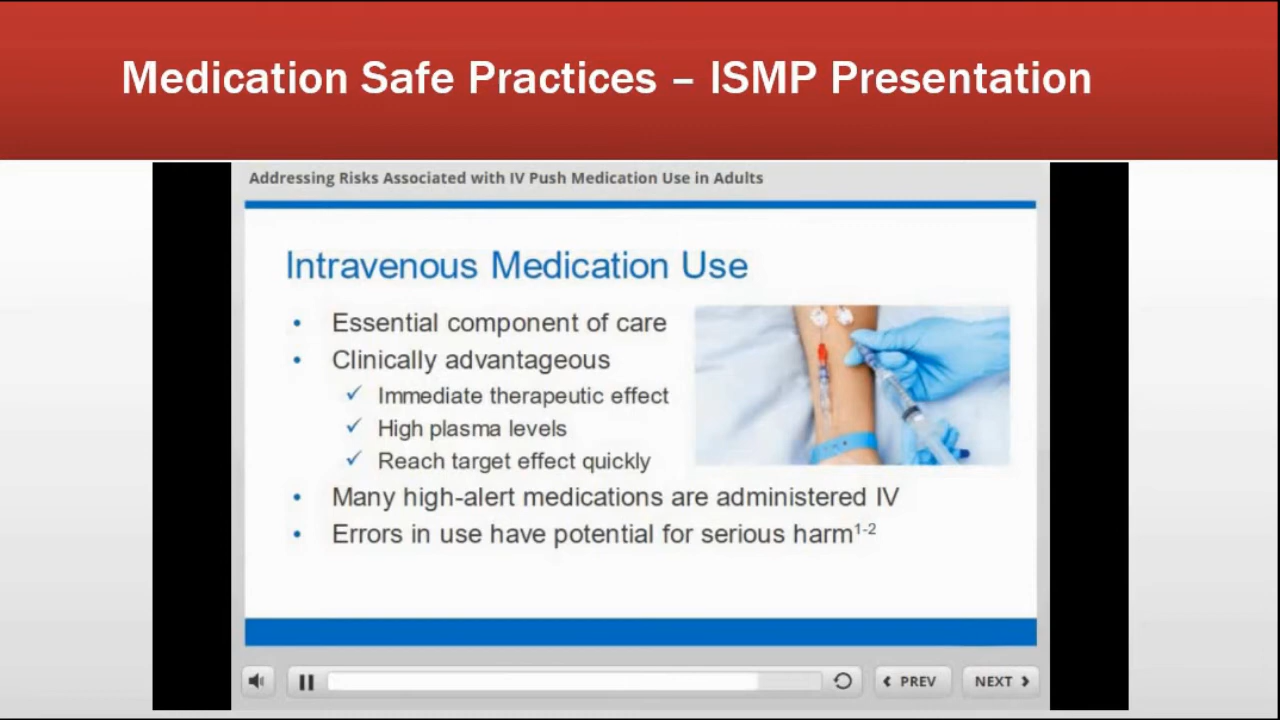 Medication Safe Practices – ISMP Presentation
Addressing Risks Associated with IV Push Medication Use in Adults
Intravenous Medication Use
• Essential component of care
• Clinically advantageous
✓ Immediate therapeutic effect
✓ High plasma levels
✓ Reach target effect quickly
• Many high-alert medications are administered IV
• Errors in use have potential for serious harm1-2
PREV
NEXT